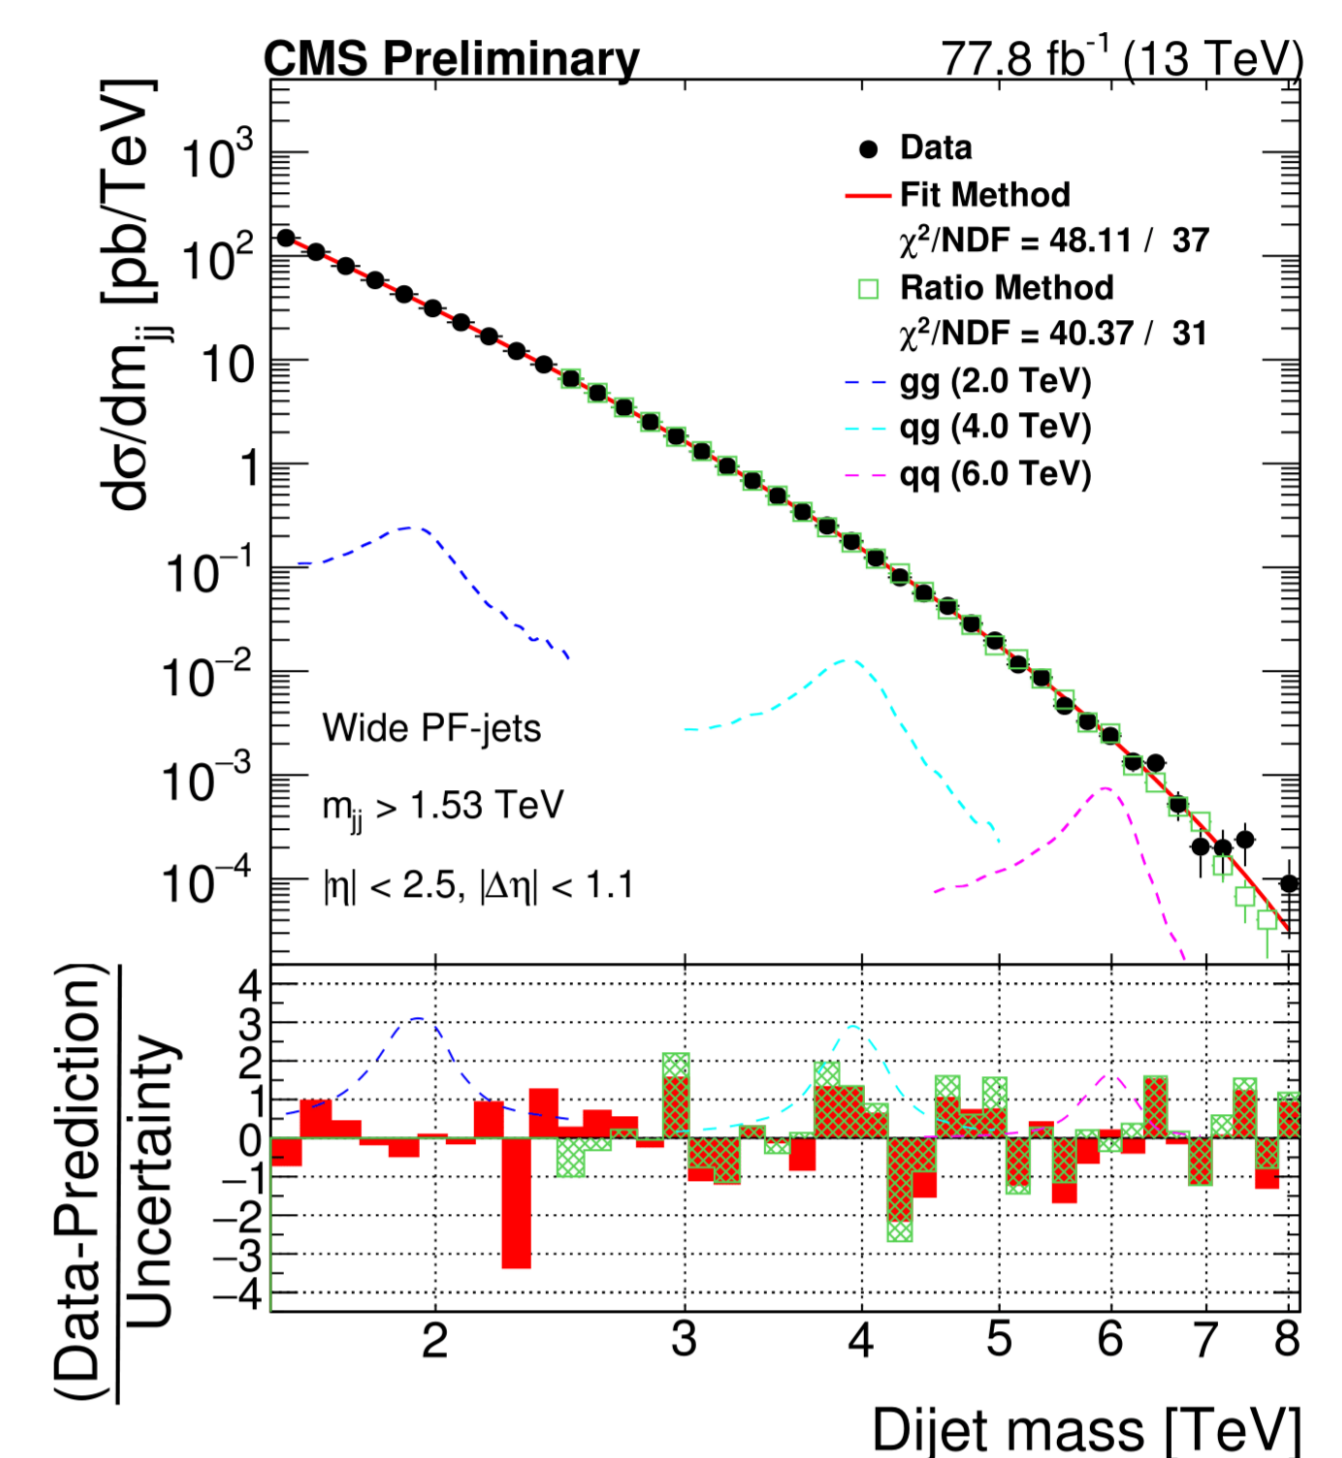 CMS Preliminary 77.8 fb⁻¹ (13 TeV)
dσ/dm_jj [pb/TeV]
10³
10²
10
1
10⁻¹
10⁻²
10⁻³
10⁻⁴
Data
Fit Method
χ²/NDF = 48.11 / 37
Ratio Method
χ²/NDF = 40.37 / 31
gg (2.0 TeV)
qg (4.0 TeV)
qq (6.0 TeV)
Wide PF-jets
m_jj > 1.53 TeV
|η| < 2.5, |Δη| < 1.1
(Data-Prediction)
Uncertainty
4
3
2
1
0
−1
−2
−3
−4
2 3 4 5 6 7 8
Dijet mass [TeV]